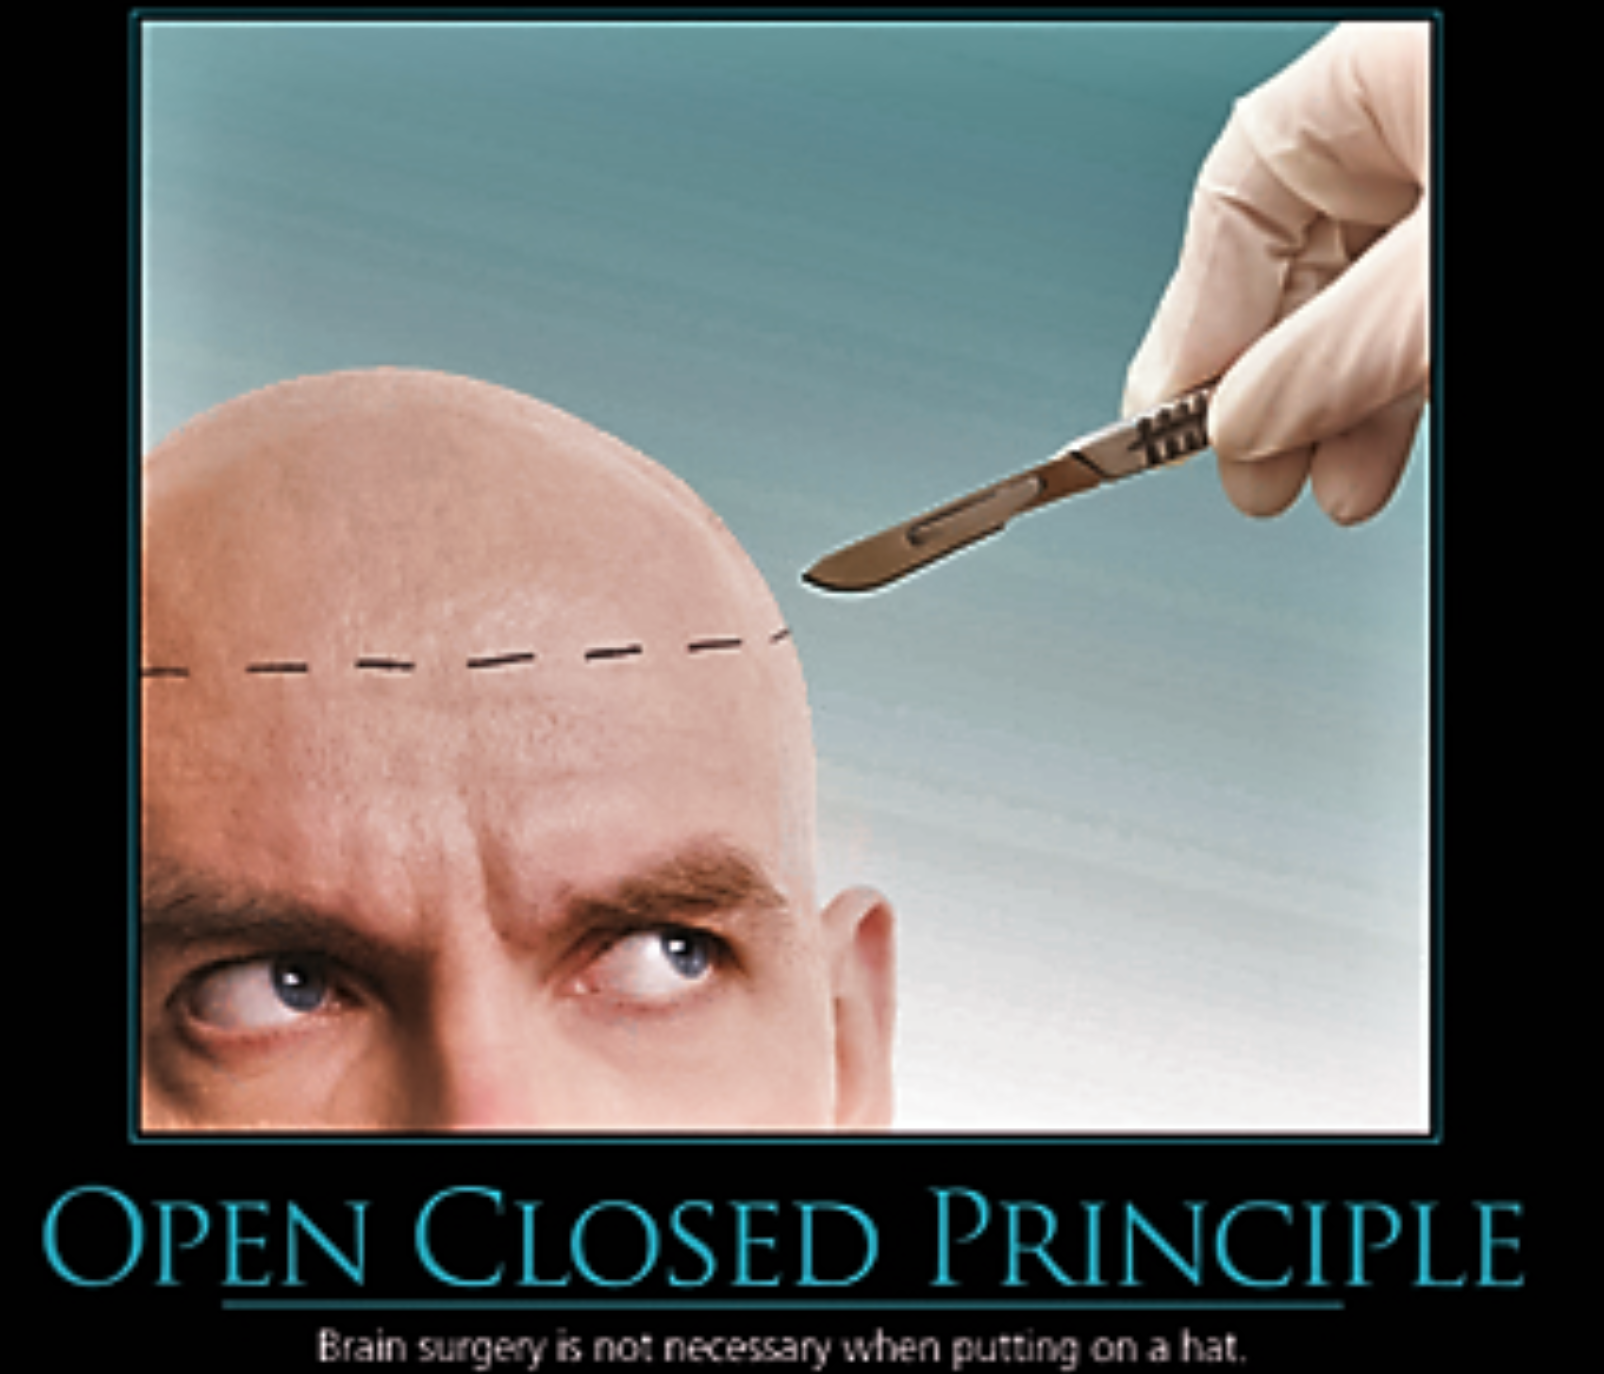 OPEN CLOSED PRINCIPLE
Brain surgery is not necessary when putting on a hat.